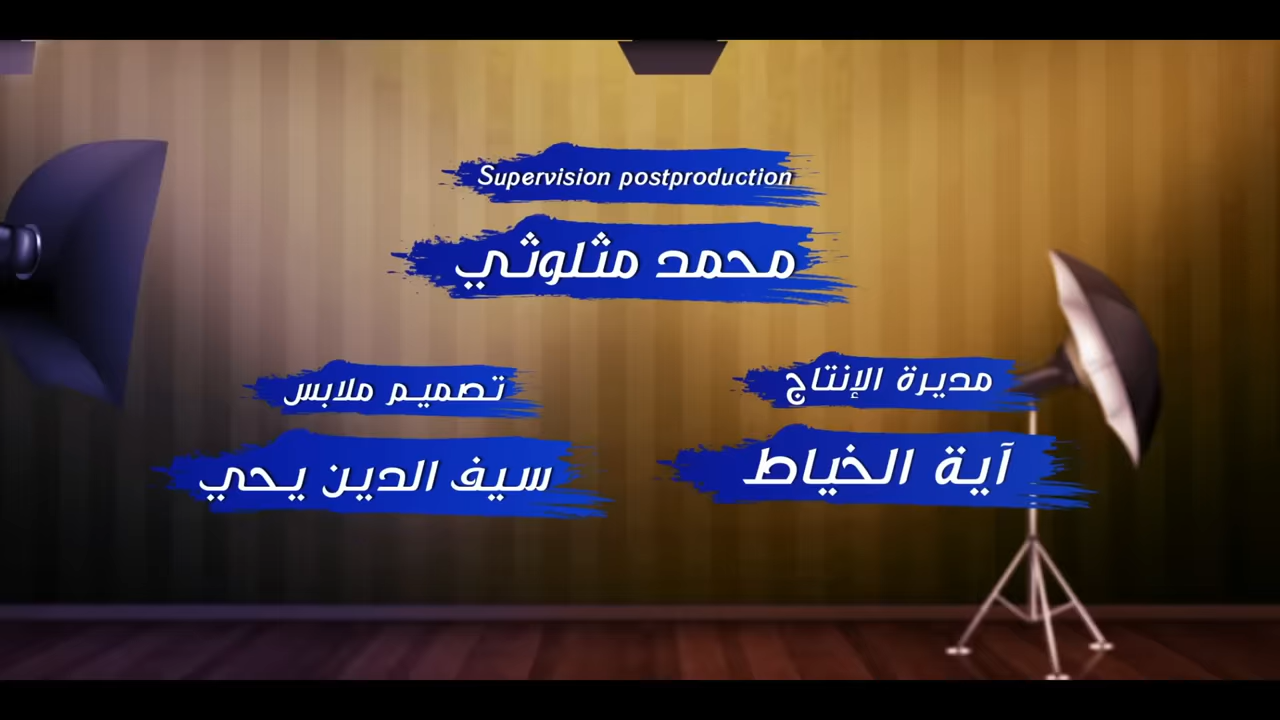 Supervision postproduction
محمد مثلوثي
مديرة الإنتاج
آية الخياط
تصميم ملابس
سيف الدين يحي